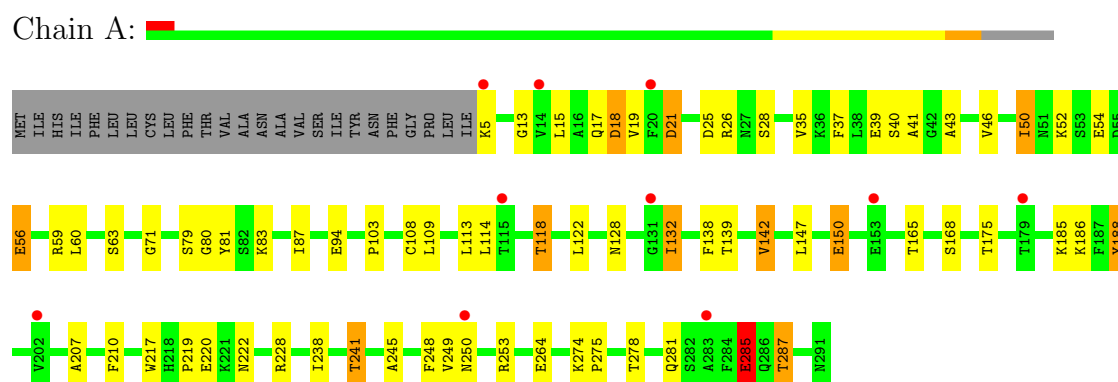 Chain A:
MET ILE HIS ILE PHE LEU LEU CYS LEU PHE THR VAL ALA ASN ALA VAL SER ILE TYR ASN PHE GLY PRO LEU ILE K5 G13 V14 L15 A16 Q17 D18 V19 F20 D21 D25 R26 N27 S28 V35 K36 F37 L38 E39 S40 A41 G42 A43 V46 I50 N51 K52 S53 E54 D55
E56 R59 L60 S63 G71 S79 G80 Y81 S82 K83 I87 E94 P103 C108 L109 L113 L114 T115 T118 L122 N128 G131 I132 F138 T139 V142 L147 E150 E153 T165 S168 T175 T179 K185 K186 F187
V202 A207 F210 W217 H218 P219 E220 K221 N222 R228 I238 T241 A245 F248 V249 N250 R253 E264 K274 P275 T278 Q281 S282 A283 F284 E285 Q286 T287 N291